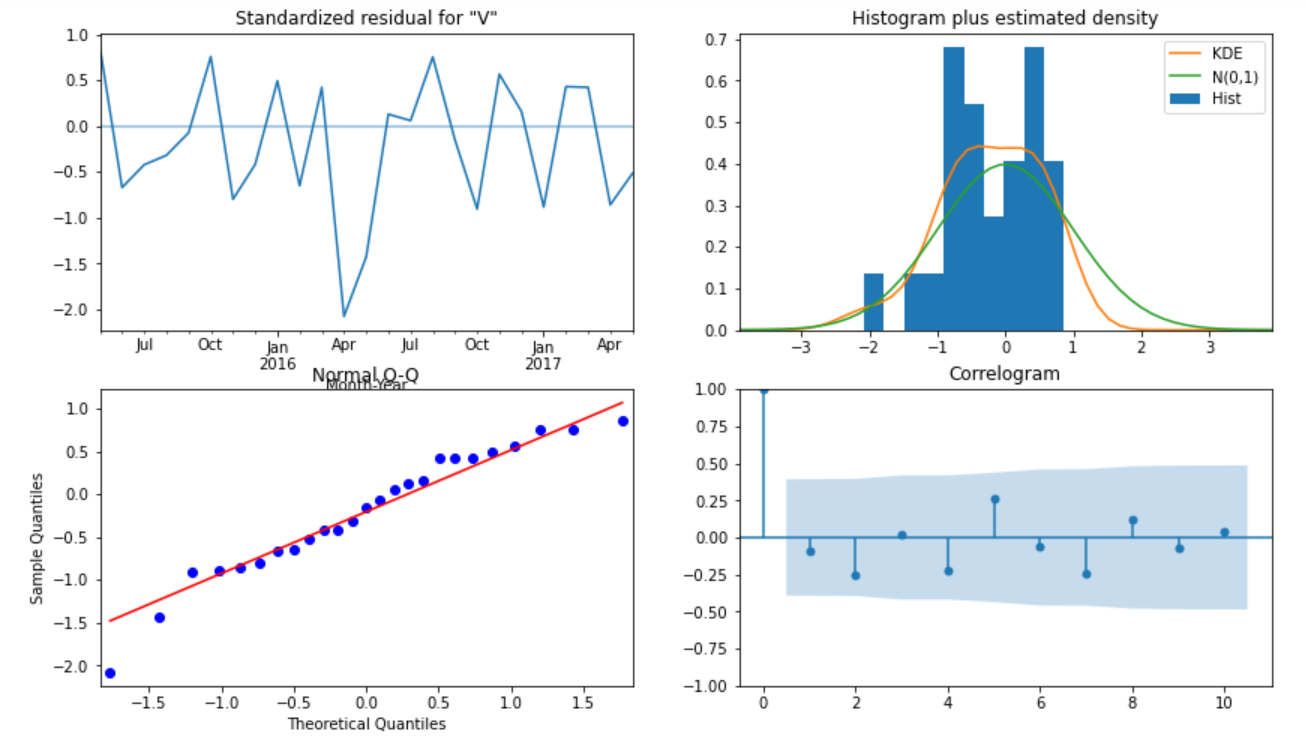 Standardized residual for "V"
1.0
0.5
0.0
−0.5
−1.0
−1.5
−2.0
Jul Oct Jan Apr Jul Oct Jan Apr
2016 2017
Month-Year
Histogram plus estimated density
0.7
0.6
0.5
0.4
0.3
0.2
0.1
0.0
−3 −2 −1 0 1 2 3
KDE
N(0,1)
Hist
Normal Q-Q
Sample Quantiles
1.0
0.5
0.0
−0.5
−1.0
−1.5
−2.0
−1.5 −1.0 −0.5 0.0 0.5 1.0 1.5
Theoretical Quantiles
Correlogram
1.00
0.75
0.50
0.25
0.00
−0.25
−0.50
−0.75
−1.00
0 2 4 6 8 10